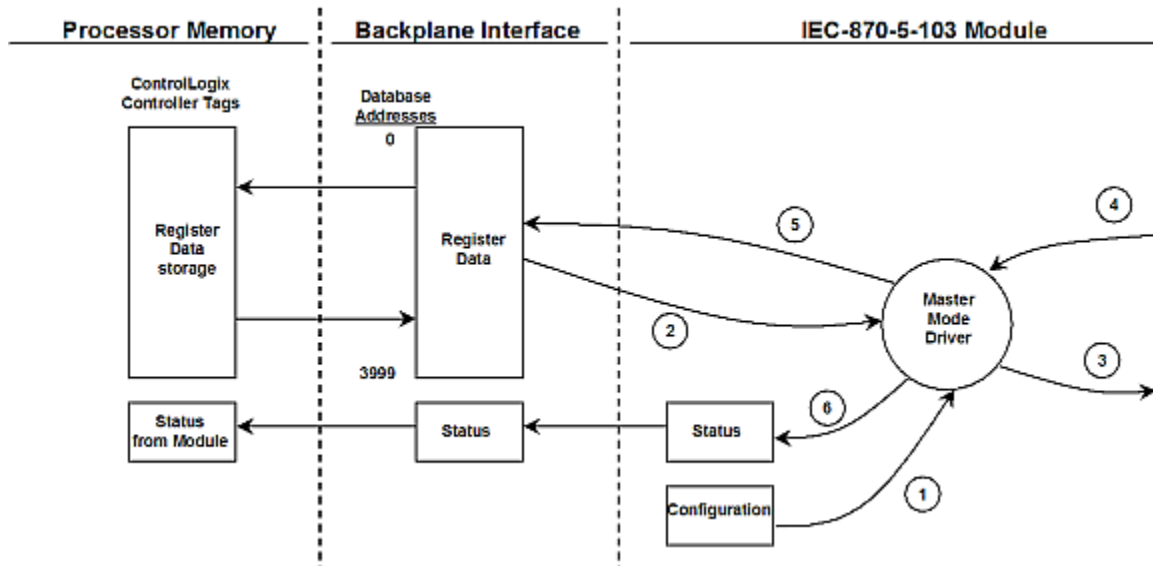 Processor Memory
Backplane Interface
IEC-870-5-103 Module
ControlLogix
Controller Tags
Database
Addresses
0
Register
Data
storage
Register
Data
3999
5
4
2
Master
Mode
Driver
3
Status
from Module
Status
Status
6
Configuration
1